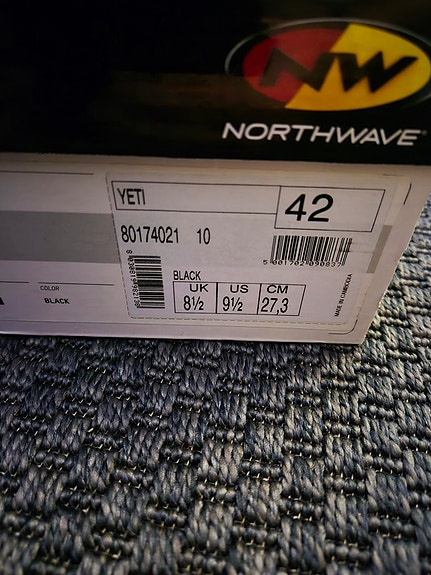 NW
NORTHWAVE
YETI
42
80174021 10
BLACK
UK US CM
8½ 9½ 27,3
MADE IN CAMBODIA
COLOR
BLACK